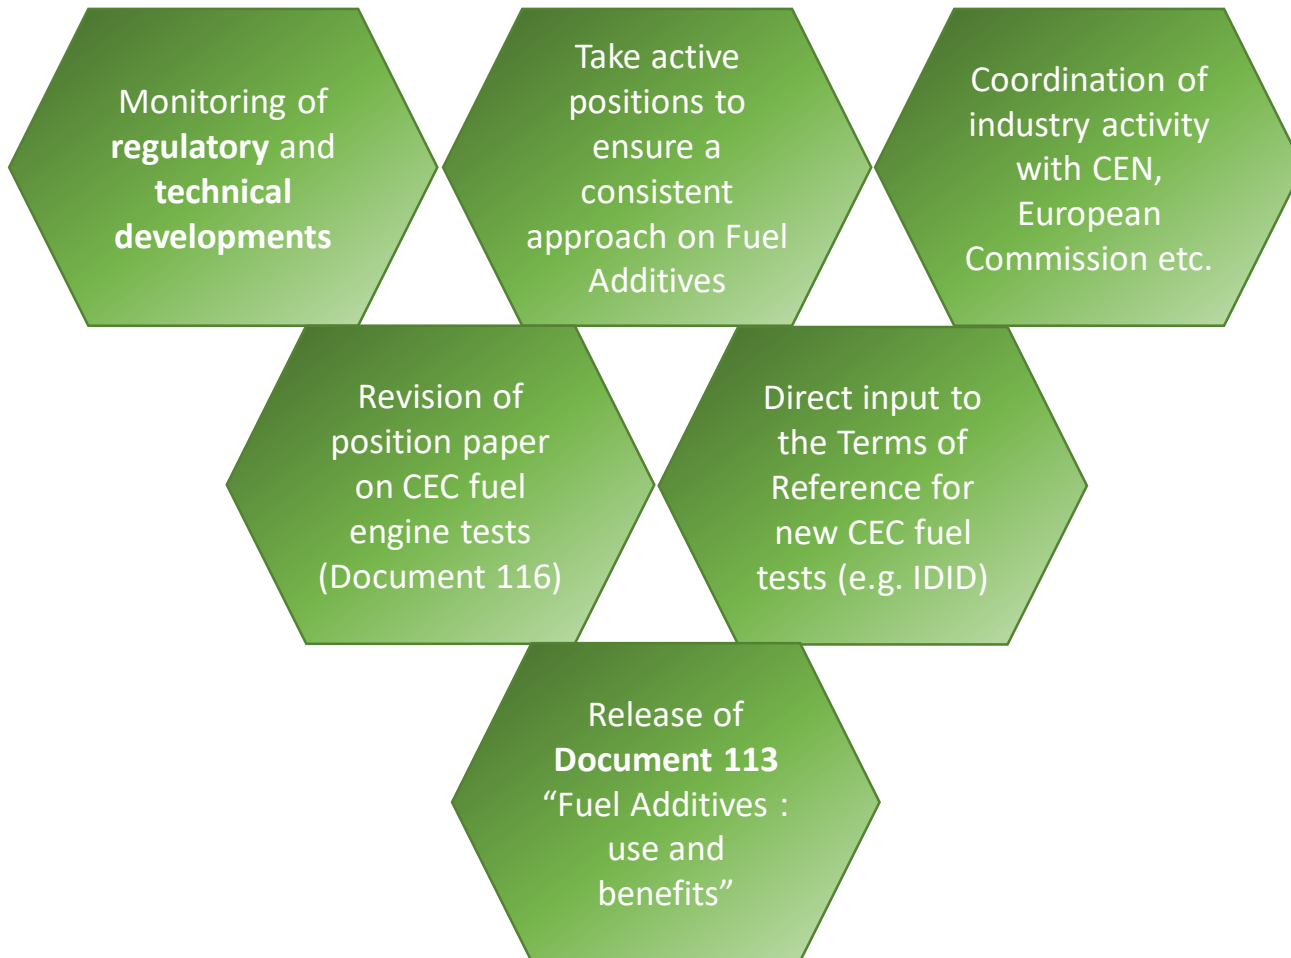 Monitoring of
regulatory and
technical
developments
Take active
positions to
ensure a
consistent
approach on Fuel
Additives
Coordination of
industry activity
with CEN,
European
Commission etc.
Revision of
position paper
on CEC fuel
engine tests
(Document 116)
Direct input to
the Terms of
Reference for
new CEC fuel
tests (e.g. IDID)
Release of
Document 113
“Fuel Additives :
use and
benefits”